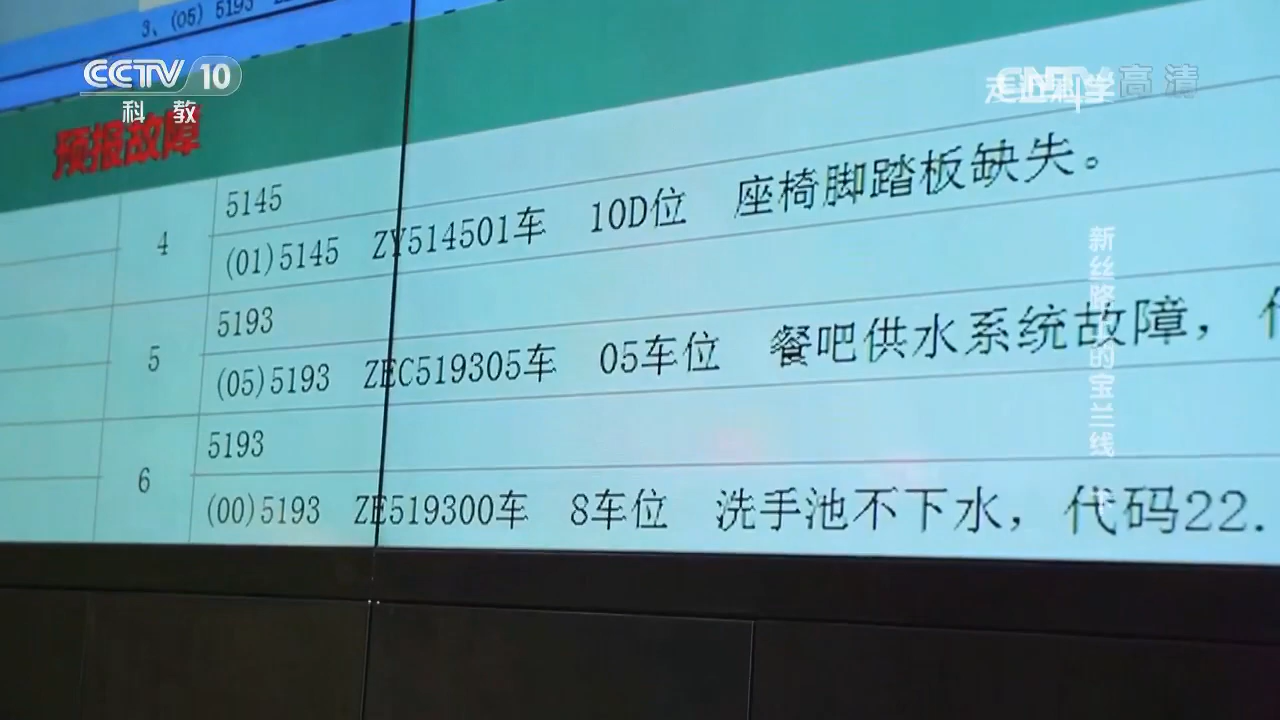 3、(05) 5193
CCTV 10
科 教
走近科学
CNTV 高清
预报故障
4
5145
(01)5145 ZY514501车 10D位 座椅脚踏板缺失。
5
5193
(05)5193 ZEC519305车 05车位 餐吧供水系统故障，
6
5193
(00)5193 ZE519300车 8车位 洗手池不下水，代码22.
新丝路上的宝兰线